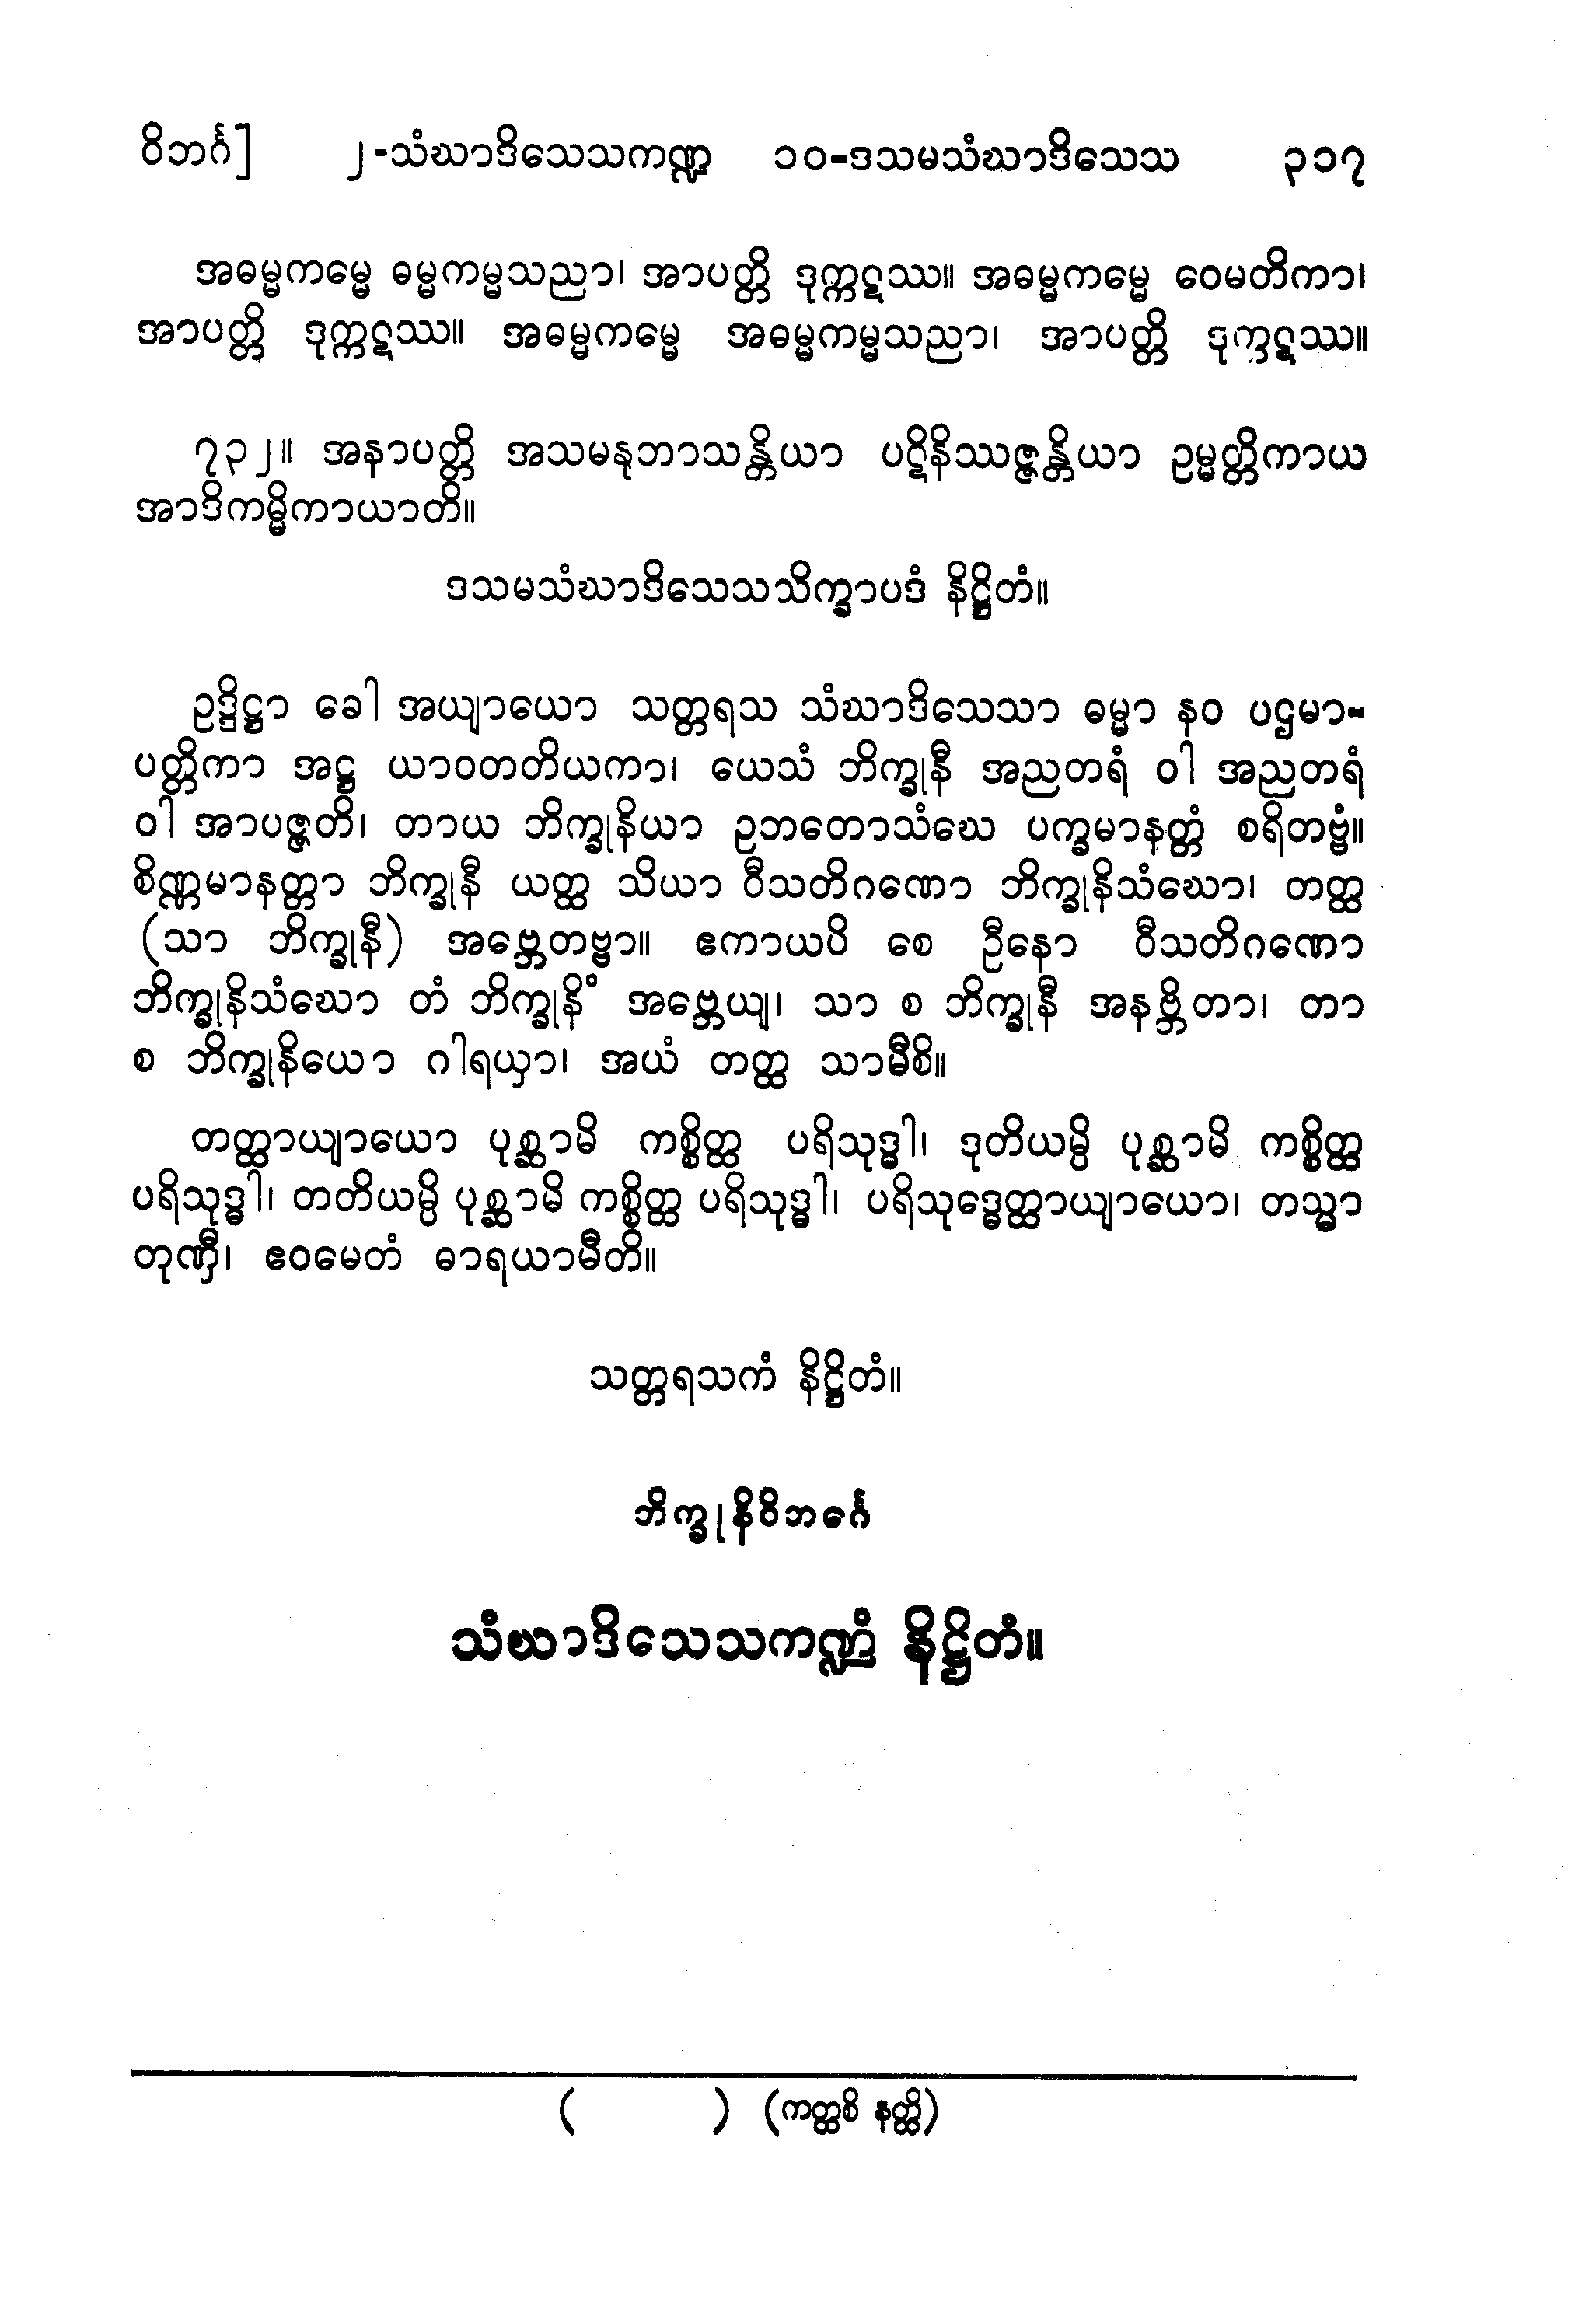 ဝိဘင်္ဂ] ၂-သံဃာဒိသေသကဏ္ဍ ၁၀-ဒသမသံဃာဒိသေသ ၃၁၇
အဓမ္မကမ္မေ ဓမ္မကမ္မသညာ၊ အာပတ္တိ ဒုက္ကဋဿ။ အဓမ္မကမ္မေ ဝေမတိကာ၊
အာပတ္တိ ဒုက္ကဋဿ။ အဓမ္မကမ္မေ အဓမ္မကမ္မသညာ၊ အာပတ္တိ ဒုက္ကဋဿ။
၇၃၂။ အနာပတ္တိ အသမနုဘာသန္တိယာ ပဋိနိဿဇ္ဇန္တိယာ ဥမ္မတ္တိကာယ
အာဒိကမ္မိကာယာတိ။
ဒသမသံဃာဒိသေသသိက္ခာပဒံ နိဋ္ဌိတံ။
ဥဒ္ဒိဋ္ဌာ ခေါ အယျာယော သတ္တရသ သံဃာဒိသေသာ ဓမ္မာ နဝ ပဌမာ-
ပတ္တိကာ အဋ္ဌ ယာဝတတိယကာ၊ ယေသံ ဘိက္ခုနီ အညတရံ ဝါ အညတရံ
ဝါ အာပဇ္ဇတိ၊ တာယ ဘိက္ခုနိယာ ဥဘတောသံဃေ ပက္ခမာနတ္တံ စရိတဗ္ဗံ။
စိဏ္ဏမာနတ္တာ ဘိက္ခုနီ ယတ္ထ သိယာ ဝီသတိဂဏော ဘိက္ခုနိသံဃော၊ တတ္ထ
(သာ ဘိက္ခုနီ) အဗ္ဘေတဗ္ဗာ။ ဧကာယပိ စေ ဦနော ဝီသတိဂဏော
ဘိက္ခုနိသံဃော တံ ဘိက္ခုနိံ အဗ္ဘေယျ၊ သာ စ ဘိက္ခုနီ အနဗ္ဘိတာ၊ တာ
စ ဘိက္ခုနိယော ဂါရယှာ၊ အယံ တတ္ထ သာမီစိ။
တတ္ထာယျာယော ပုစ္ဆာမိ ကစ္စိတ္ထ ပရိသုဒ္ဓါ၊ ဒုတိယမ္ပိ ပုစ္ဆာမိ ကစ္စိတ္ထ
ပရိသုဒ္ဓါ၊ တတိယမ္ပိ ပုစ္ဆာမိ ကစ္စိတ္ထ ပရိသုဒ္ဓါ၊ ပရိသုဒ္ဓေတ္ထာယျာယော၊ တသ္မာ
တုဏှီ၊ ဧဝမေတံ ဓာရယာမီတိ။
သတ္တရသကံ နိဋ္ဌိတံ။
ဘိက္ခုနိဝိဘင်္ဂေ
သံဃာဒိသေသကဏ္ဍံ နိဋ္ဌိတံ။
( ) (ကတ္ထစိ နတ္ထိ)